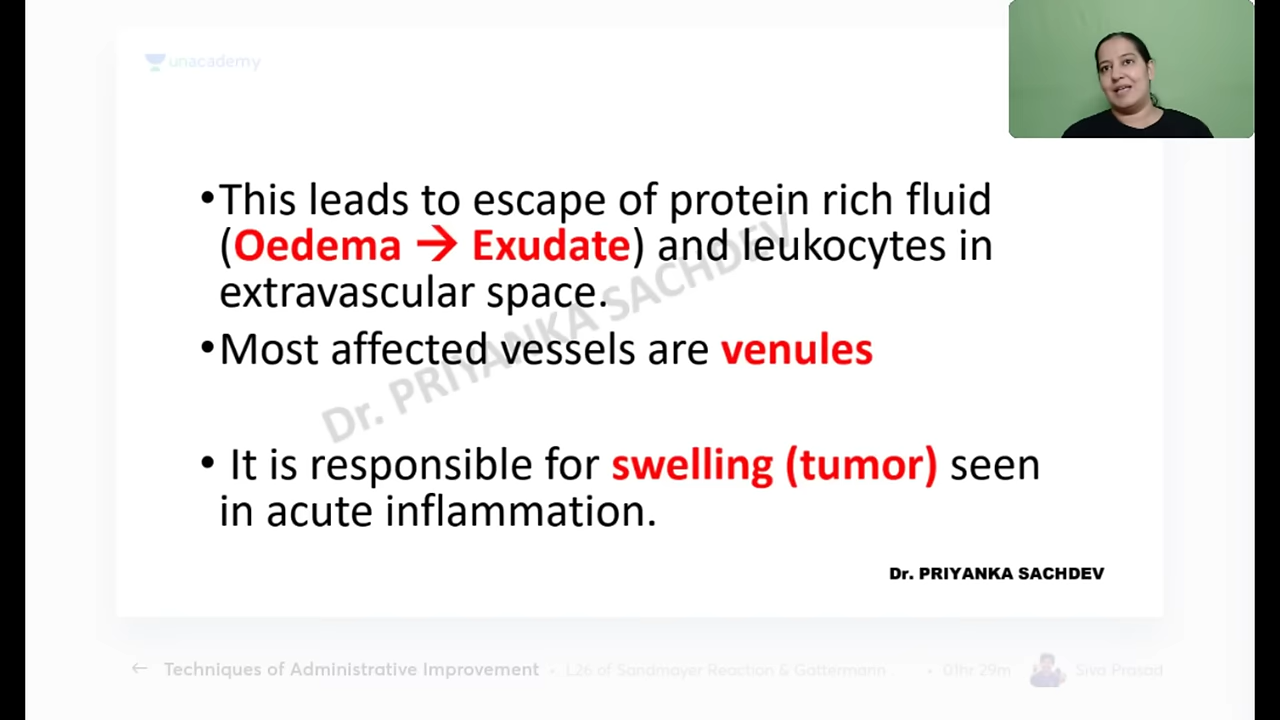 unacademy
•This leads to escape of protein rich fluid
(Oedema → Exudate) and leukocytes in
extravascular space.
•Most affected vessels are venules
• It is responsible for swelling (tumor) seen
in acute inflammation.
Dr. PRIYANKA SACHDEV
Dr. PRIYANKA SACHDEV
← Techniques of Administrative Improvement • L26 of Sandmayer Reaction & Gattermann • 01hr 29m Siva Prasad